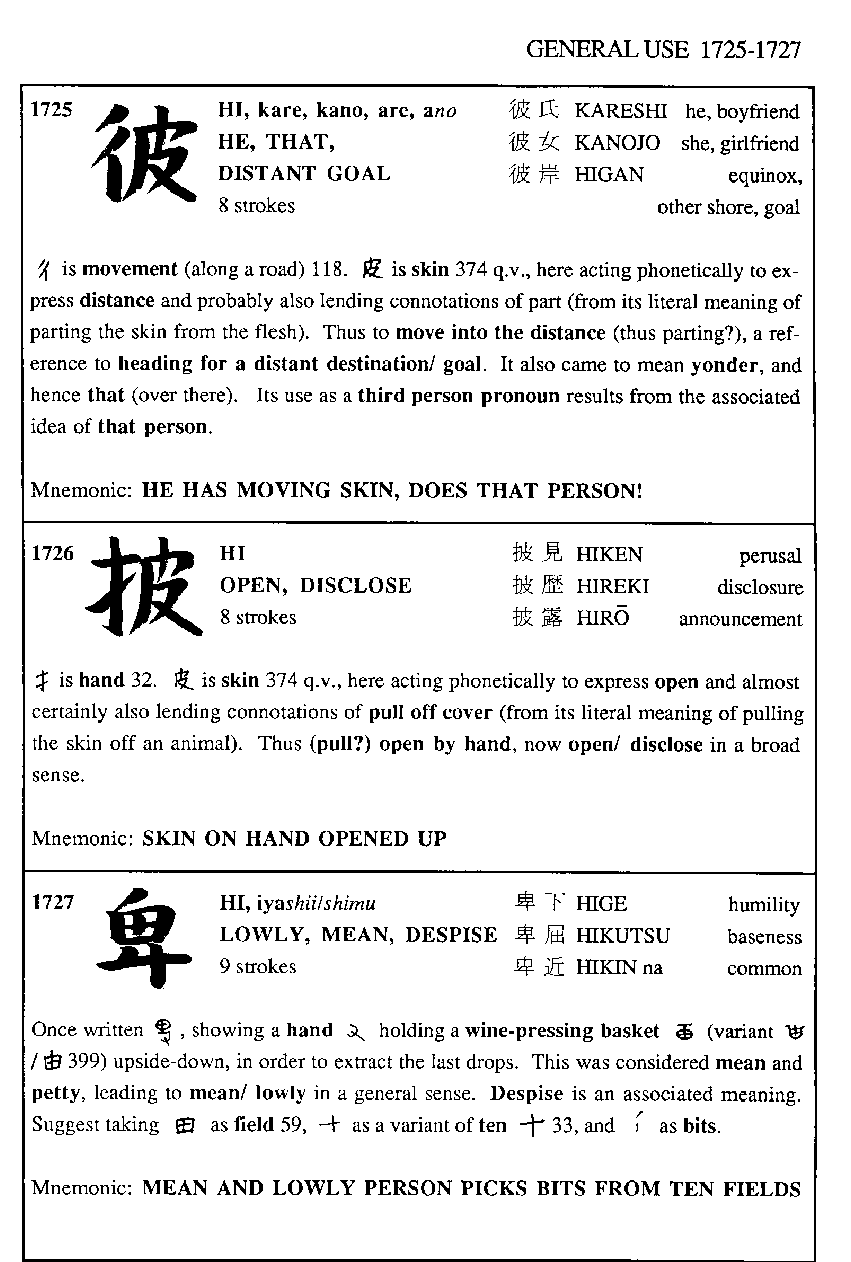 GENERAL USE 1725-1727
1725 彼 HI, kare, kano, are, ano 彼氏 KARESHI he, boyfriend
HE, THAT, 彼女 KANOJO she, girlfriend
DISTANT GOAL 彼岸 HIGAN equinox,
8 strokes other shore, goal
彳 is movement (along a road) 118. 皮 is skin 374 q.v., here acting phonetically to ex-
press distance and probably also lending connotations of part (from its literal meaning of
parting the skin from the flesh). Thus to move into the distance (thus parting?), a ref-
erence to heading for a distant destination/ goal. It also came to mean yonder, and
hence that (over there). Its use as a third person pronoun results from the associated
idea of that person.
Mnemonic: HE HAS MOVING SKIN, DOES THAT PERSON!
1726 披 HI 披見 HIKEN perusal
OPEN, DISCLOSE 披歴 HIREKI disclosure
8 strokes 披露 HIRŌ announcement
扌 is hand 32. 皮 is skin 374 q.v., here acting phonetically to express open and almost
certainly also lending connotations of pull off cover (from its literal meaning of pulling
the skin off an animal). Thus (pull?) open by hand, now open/ disclose in a broad
sense.
Mnemonic: SKIN ON HAND OPENED UP
1727 卑 HI, iyashii/shimu 卑下 HIGE humility
LOWLY, MEAN, DESPISE 卑屈 HIKUTSU baseness
9 strokes 卑近 HIKIN na common
Once written , showing a hand holding a wine-pressing basket (variant
/ 由 399) upside-down, in order to extract the last drops. This was considered mean and
petty, leading to mean/ lowly in a general sense. Despise is an associated meaning.
Suggest taking 田 as field 59, as a variant of ten 十 33, and as bits.
Mnemonic: MEAN AND LOWLY PERSON PICKS BITS FROM TEN FIELDS